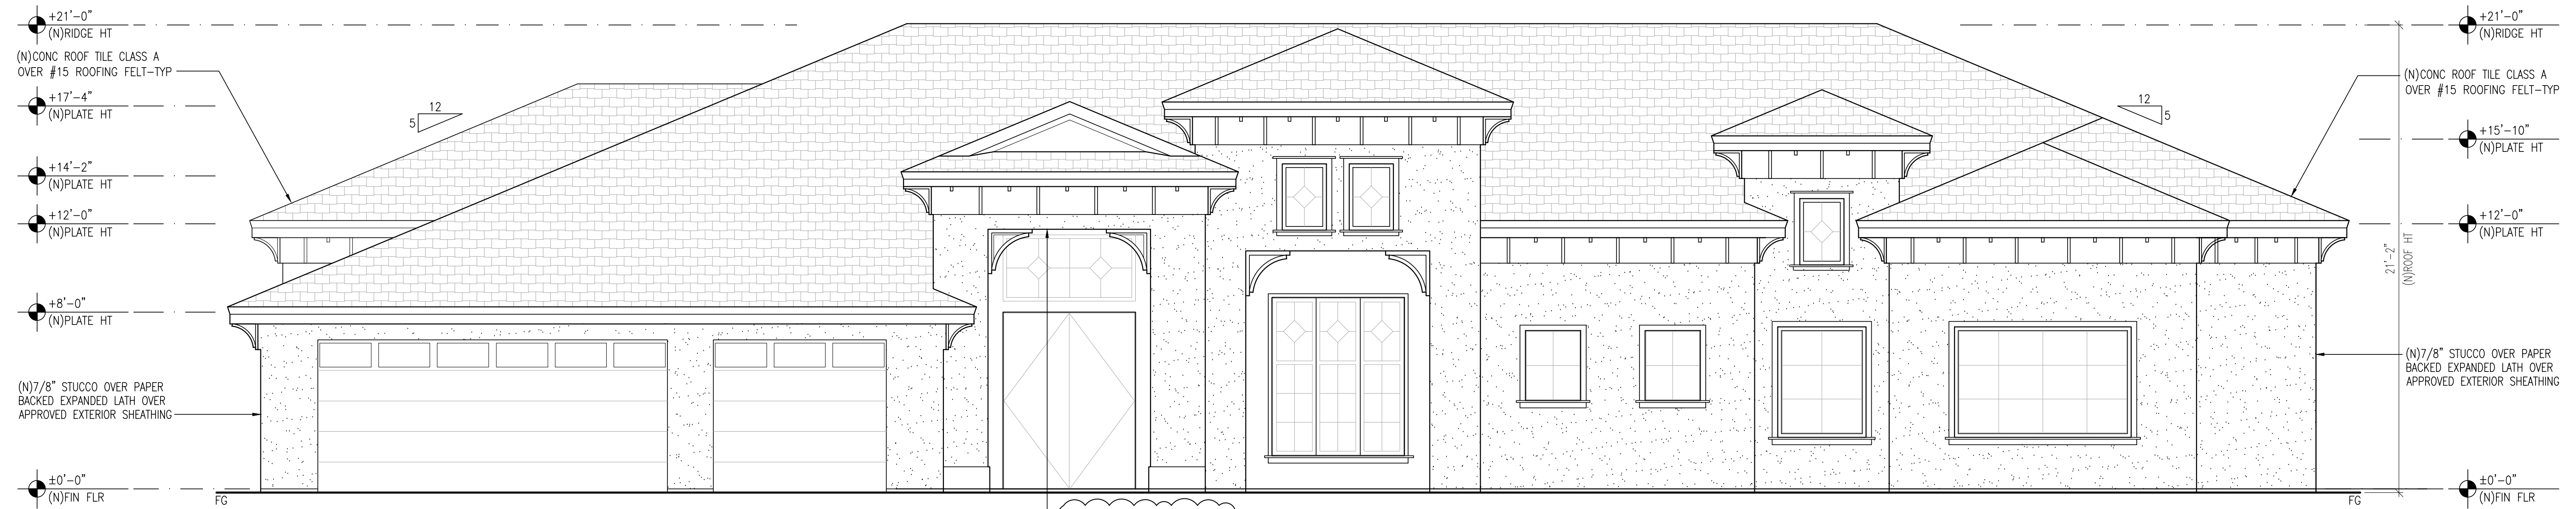 +21'-0"
(N)RIDGE HT
(N)CONC ROOF TILE CLASS A
OVER #15 ROOFING FELT-TYP
+17'-4"
(N)PLATE HT
+14'-2"
(N)PLATE HT
+12'-0"
(N)PLATE HT
+8'-0"
(N)PLATE HT
(N)7/8" STUCCO OVER PAPER
BACKED EXPANDED LATH OVER
APPROVED EXTERIOR SHEATHING
±0'-0"
(N)FIN FLR
FG
12
5
12
5
+21'-0"
(N)RIDGE HT
(N)CONC ROOF TILE CLASS A
OVER #15 ROOFING FELT-TYP
+15'-10"
(N)PLATE HT
+12'-0"
(N)PLATE HT
21'-2"
(N)ROOF HT
(N)7/8" STUCCO OVER PAPER
BACKED EXPANDED LATH OVER
APPROVED EXTERIOR SHEATHING
±0'-0"
(N)FIN FLR
FG